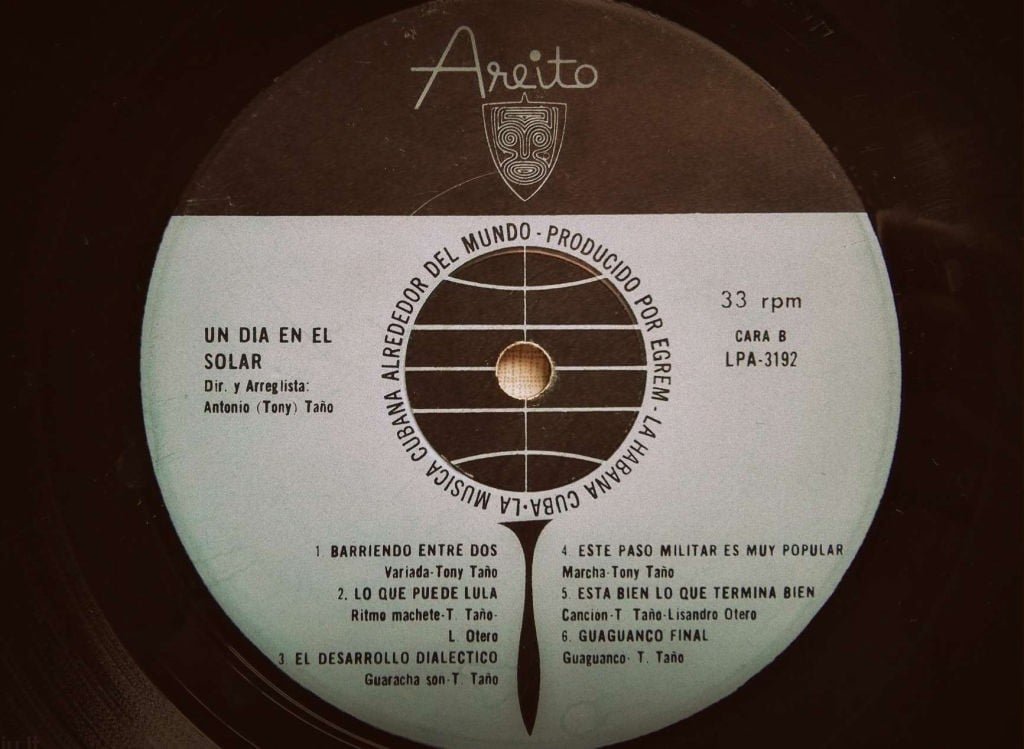 Areito
LA MUSICA CUBANA ALREDEDOR DEL MUNDO - PRODUCIDO POR EGREM - LA HABANA CUBA -
33 rpm
CARA B
LPA-3192
UN DIA EN EL
SOLAR
Dir. y Arreglista:
Antonio (Tony) Taño
1. BARRIENDO ENTRE DOS
Variada-Tony Taño
2. LO QUE PUEDE LULA
Ritmo machete-T. Taño-
L. Otero
3 EL DESARROLLO DIALECTICO
Guaracha son-T. Taño
4. ESTE PASO MILITAR ES MUY POPULAR
Marcha-Tony Taño
5. ESTA BIEN LO QUE TERMINA BIEN
Cancion-T Taño-Lisandro Otero
6. GUAGUANCO FINAL
Guaguanco- T. Taño